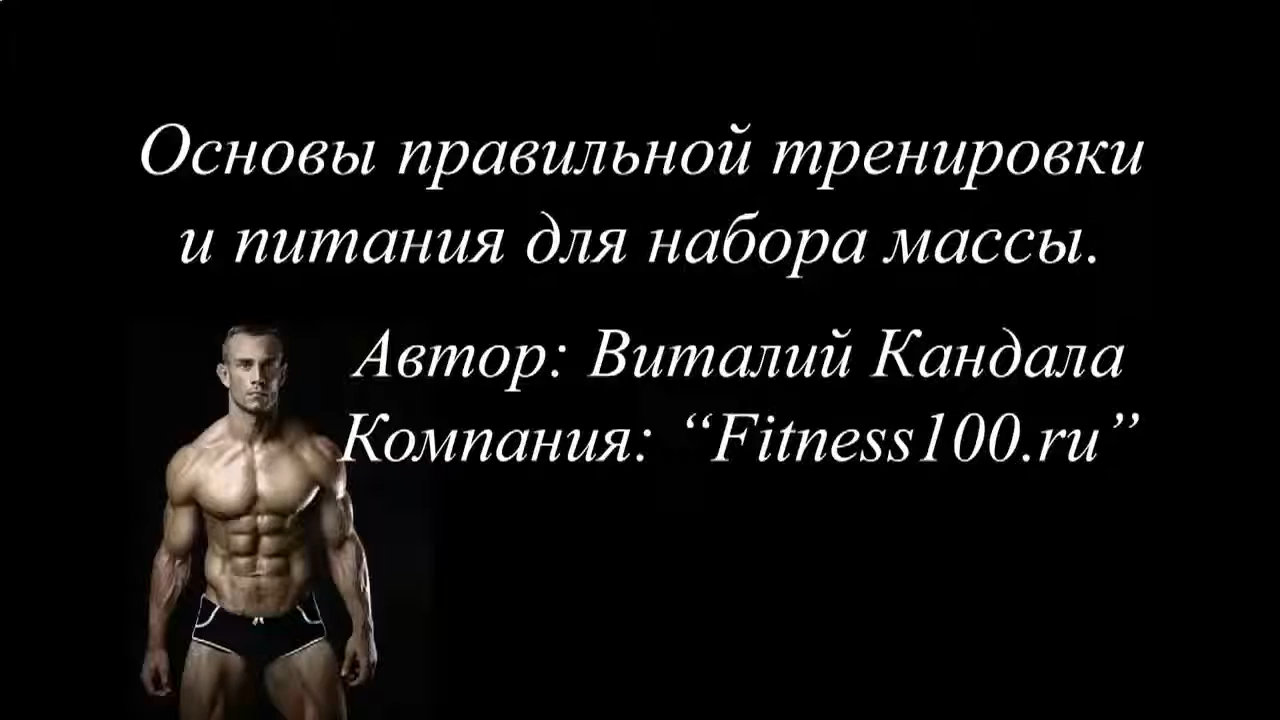 Основы правильной тренировки
и питания для набора массы.
Автор: Виталий Кандала
Компания: “Fitness100.ru”